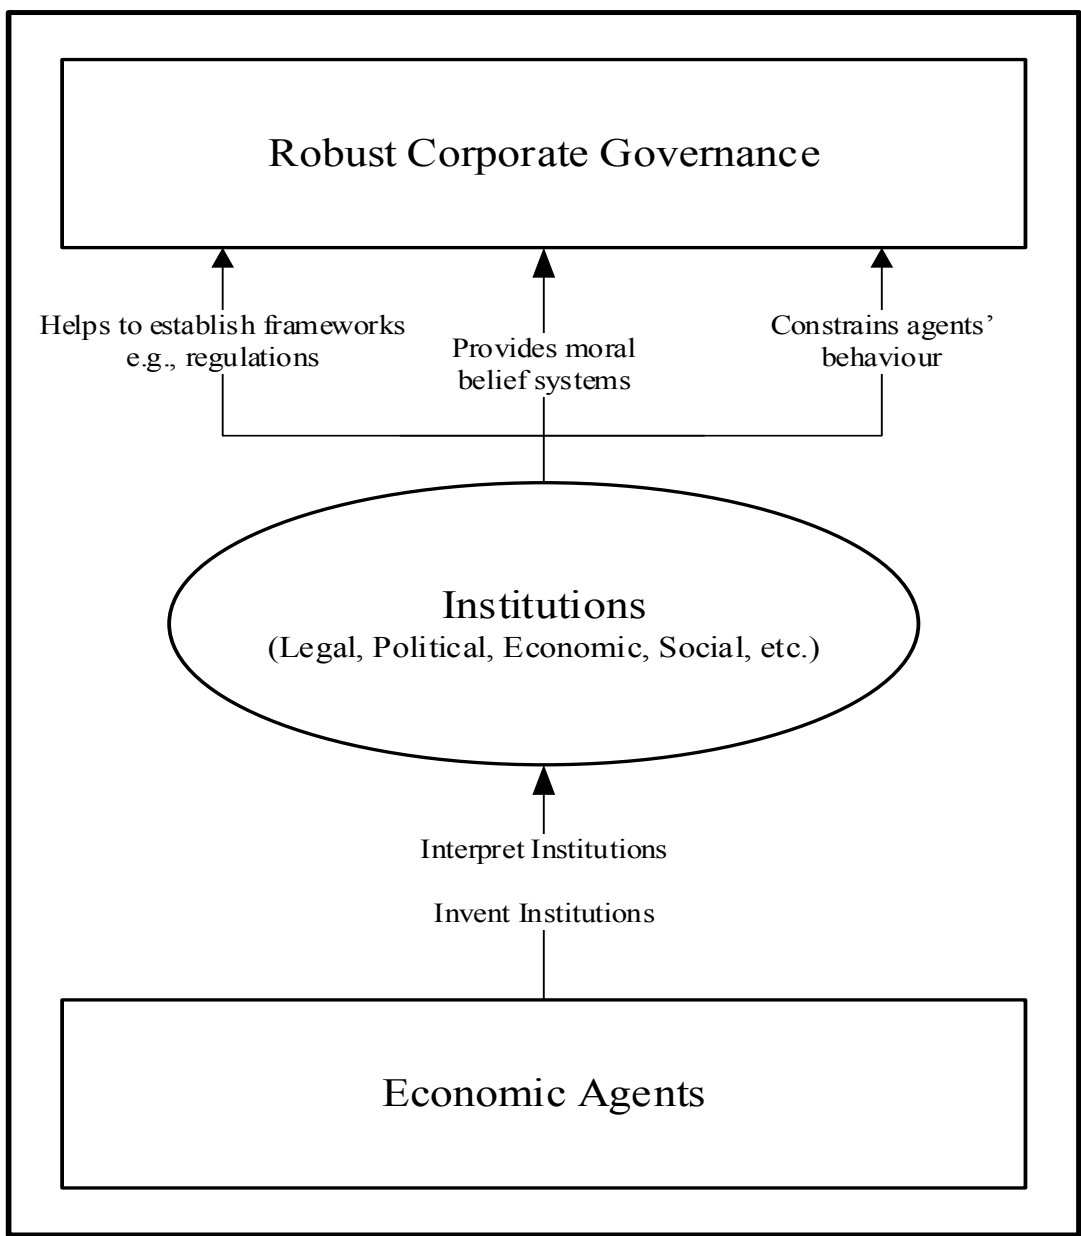 Robust Corporate Governance
Helps to establish frameworks
e.g., regulations
Provides moral
belief systems
Constrains agents’
behaviour
Institutions
(Legal, Political, Economic, Social, etc.)
Interpret Institutions
Invent Institutions
Economic Agents